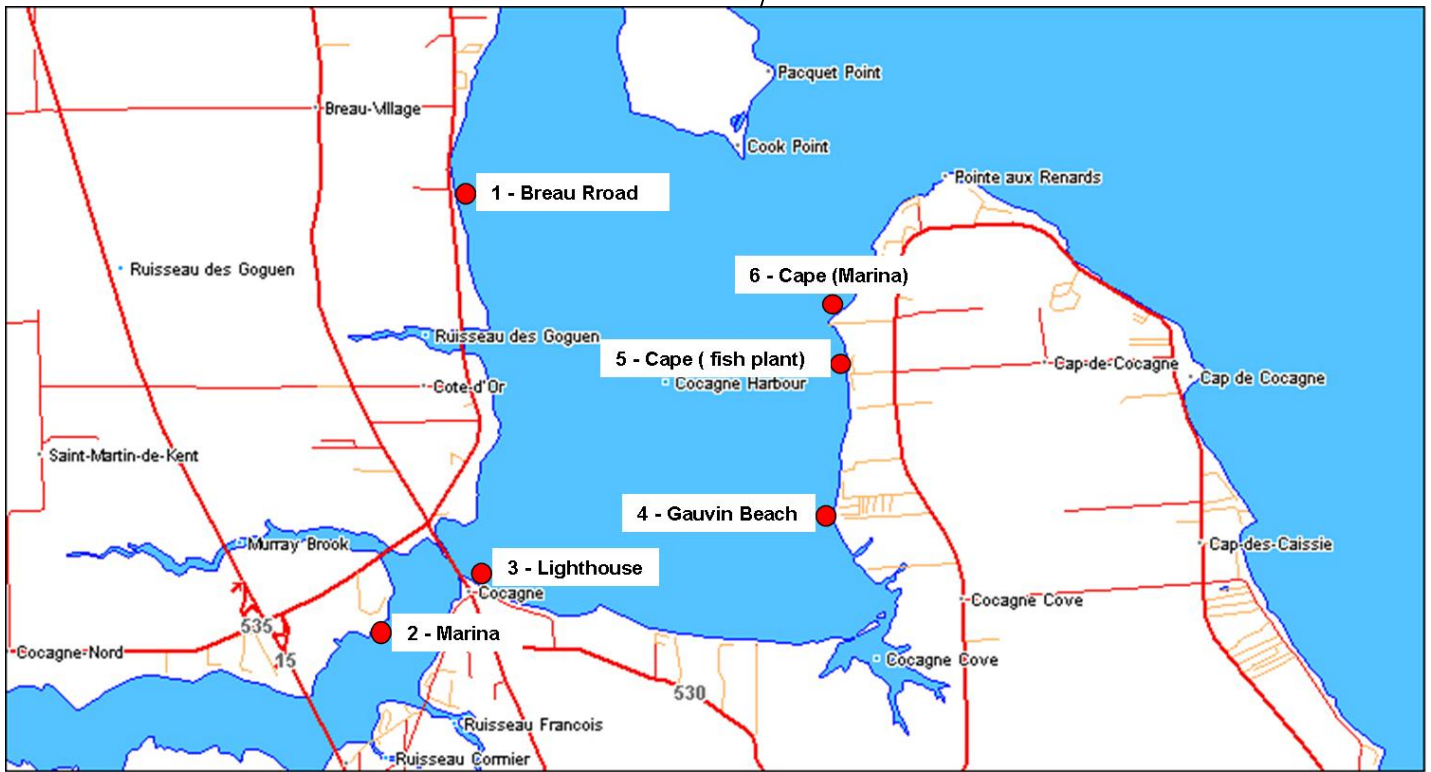 Pacquet Point
Breau-Village
Cook Point
Pointe aux Renards
1 - Breau Rroad
Ruisseau des Goguen
6 - Cape (Marina)
Ruisseau des Goguen
5 - Cape ( fish plant)
Cap-de-Cocagne
Cap de Cocagne
Cocagne Harbour
Cote-d'Or
Saint-Martin-de-Kent
4 - Gauvin Beach
Murray Brook
Cap-des-Caissie
3 - Lighthouse
Cocagne
Cocagne Cove
535
2 - Marina
Cocagne-Nord
15
Cocagne Cove
530
Ruisseau Francois
Ruisseau Cormier